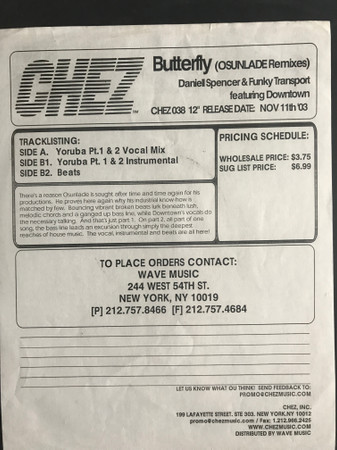 CHEZ
TM
Butterfly (OSUNLADE Remixes)
Daniell Spencer & Funky Transport
featuring Downtown
CHEZ 038 12" RELEASE DATE: NOV 11th '03
TRACKLISTING:
SIDE A. Yoruba Pt.1 & 2 Vocal Mix
SIDE B1. Yoruba Pt. 1 & 2 Instrumental
SIDE B2. Beats
PRICING SCHEDULE:
WHOLESALE PRICE: $3.75
SUG LIST PRICE: $6.99
There's a reason Osunlade is sought after time and time again for his
productions. He proves here again why his industrial know how is
matched by few. Bouncing vibrant broken beats lurk beneath lush,
melodic chords and a ganged up bass line, while Downtown's vocals do
the necessary talking. And that's just part 1. On part 2, all part of one
song, the bass line leads an excursion through simply the deepest
reaches of house music. The vocal, instrumental and beats are all here!
TO PLACE ORDERS CONTACT:
WAVE MUSIC
244 WEST 54TH ST.
NEW YORK, NY 10019
[P] 212.757.8466 [F] 212.757.4684
LET US KNOW WHAT OU THINK! SEND FEEDBACK TO:
PROMO@CHEZMUSIC.COM
CHEZ, INC.
199 LAFAYETTE STREET. STE 303. NEW YORK.NY 10012
promo@chezmusic.com / Fax: 1.212.966.2425
WWW.CHEZMUSIC.COM
DISTRIBUTED BY WAVE MUSIC